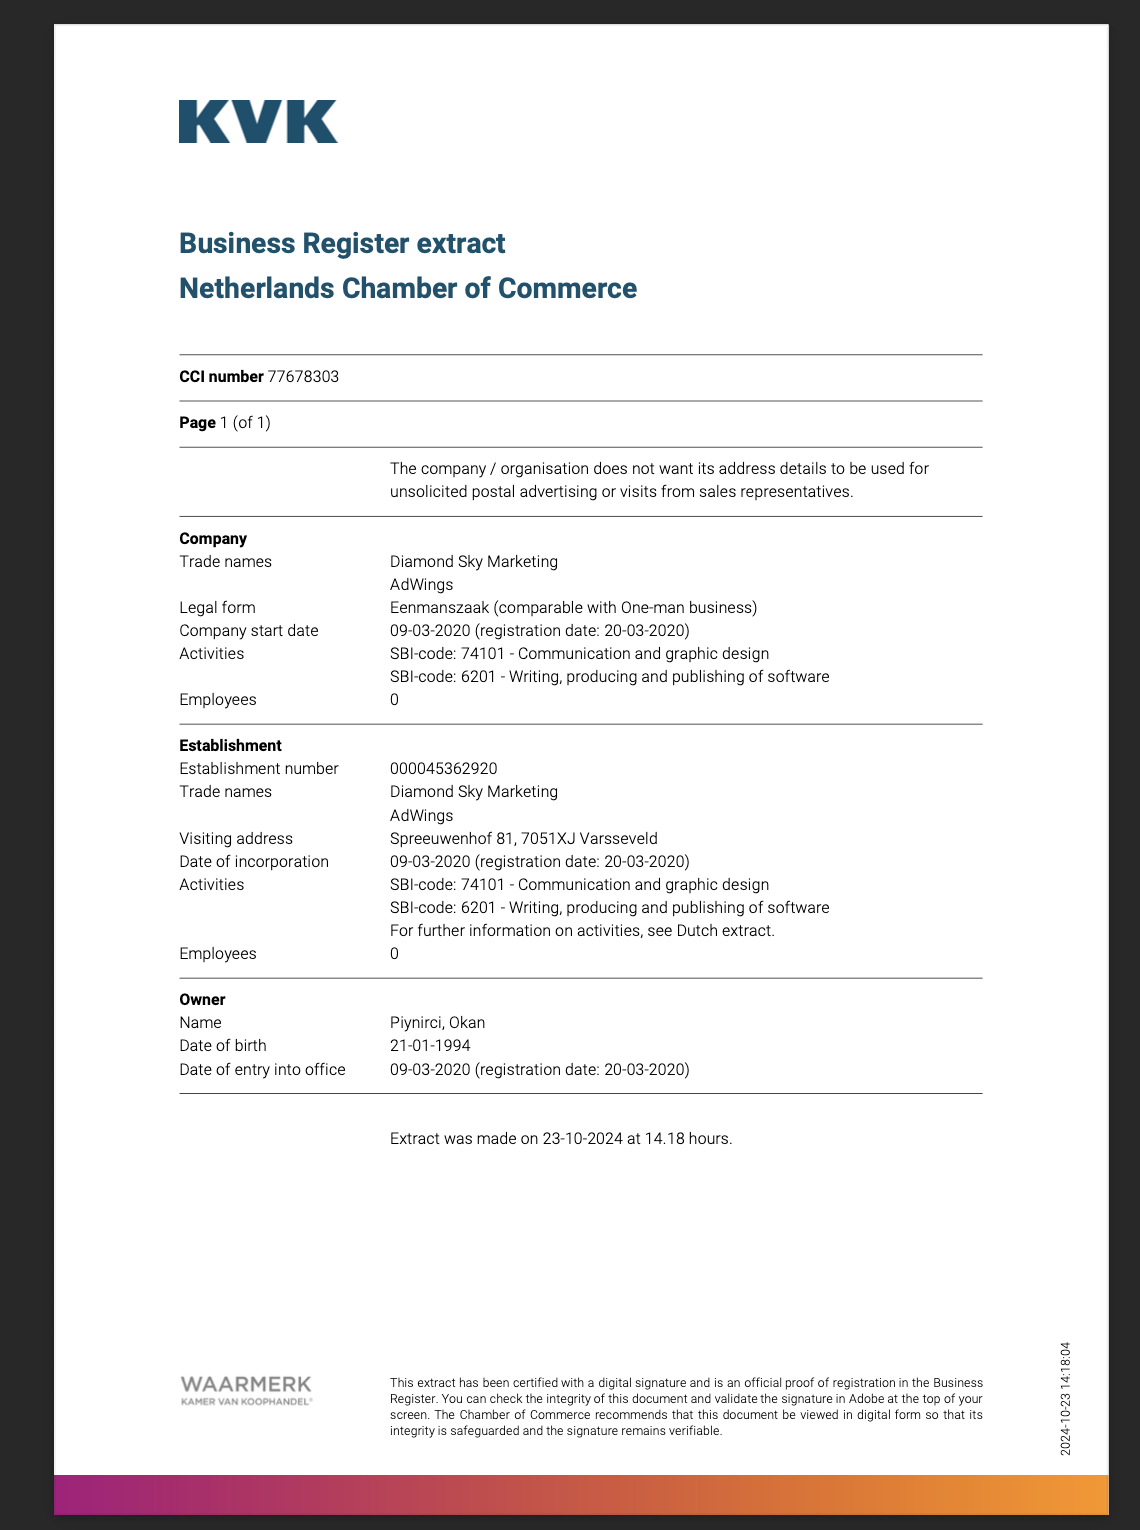 KVK
Business Register extract
Netherlands Chamber of Commerce
CCI number 77678303
Page 1 (of 1)
The company / organisation does not want its address details to be used for
unsolicited postal advertising or visits from sales representatives.
Company
Trade names Diamond Sky Marketing
AdWings
Legal form Eenmanszaak (comparable with One-man business)
Company start date 09-03-2020 (registration date: 20-03-2020)
Activities SBI-code: 74101 - Communication and graphic design
SBI-code: 6201 - Writing, producing and publishing of software
Employees 0
Establishment
Establishment number 000045362920
Trade names Diamond Sky Marketing
AdWings
Visiting address Spreeuwenhof 81, 7051XJ Varsseveld
Date of incorporation 09-03-2020 (registration date: 20-03-2020)
Activities SBI-code: 74101 - Communication and graphic design
SBI-code: 6201 - Writing, producing and publishing of software
For further information on activities, see Dutch extract.
Employees 0
Owner
Name Piynirci, Okan
Date of birth 21-01-1994
Date of entry into office 09-03-2020 (registration date: 20-03-2020)
Extract was made on 23-10-2024 at 14.18 hours.
WAARMERK
KAMER VAN KOOPHANDEL®
This extract has been certified with a digital signature and is an official proof of registration in the Business
Register. You can check the integrity of this document and validate the signature in Adobe at the top of your
screen. The Chamber of Commerce recommends that this document be viewed in digital form so that its
integrity is safeguarded and the signature remains verifiable.
2024-10-23 14:18:04